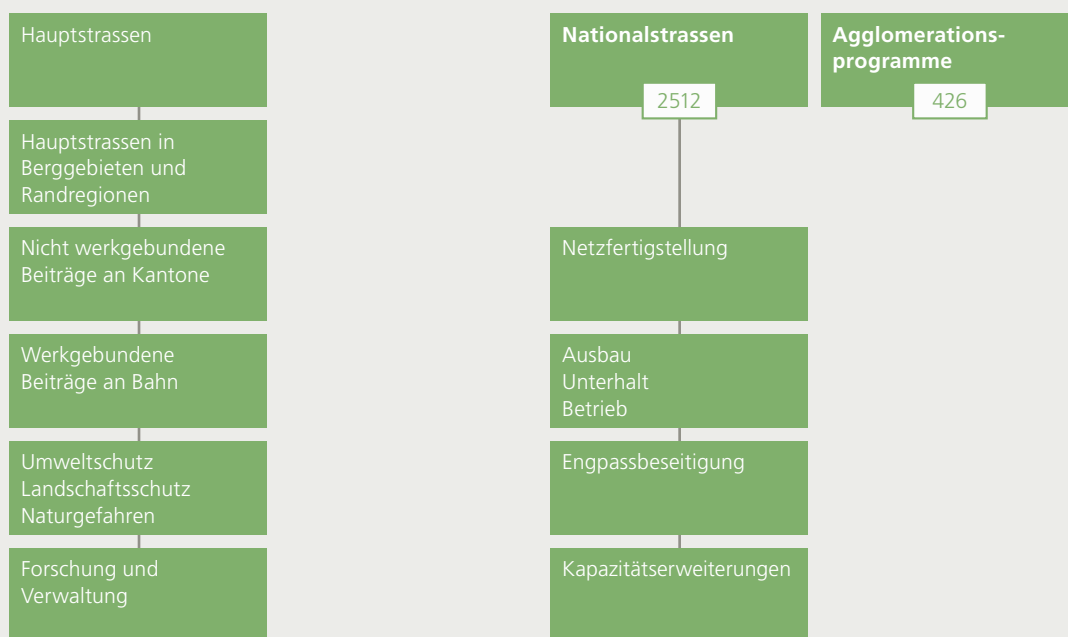 Hauptstrassen
Hauptstrassen in
Berggebieten und
Randregionen
Nicht werkgebundene
Beiträge an Kantone
Werkgebundene
Beiträge an Bahn
Umweltschutz
Landschaftsschutz
Naturgefahren
Forschung und
Verwaltung
Nationalstrassen
2512
Netzfertigstellung
Ausbau
Unterhalt
Betrieb
Engpassbeseitigung
Kapazitätserweiterungen
Agglomerations-
programme
426